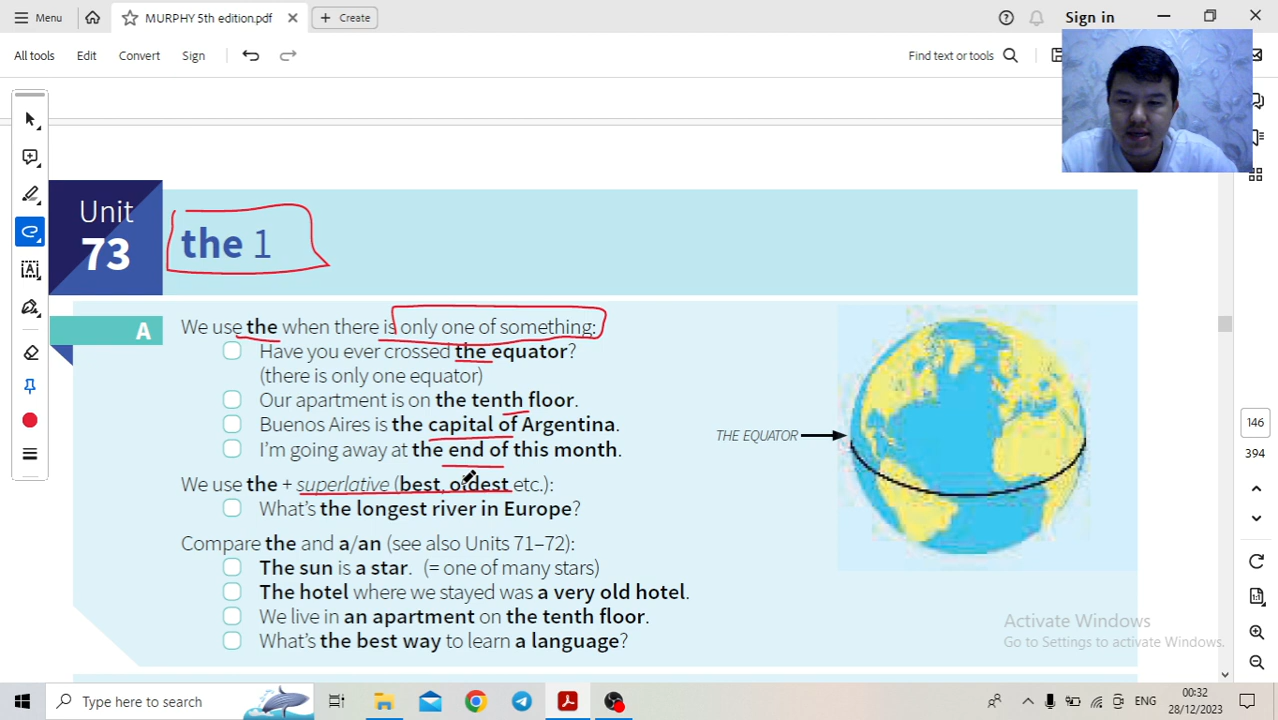 Menu
MURPHY 5th edition.pdf
Create
Sign in
All tools
Edit
Convert
Sign
Find text or tools
Unit
73
the 1
A
We use the when there is only one of something:
Have you ever crossed the equator?
(there is only one equator)
Our apartment is on the tenth floor.
Buenos Aires is the capital of Argentina.
I'm going away at the end of this month.
We use the + superlative (best, oldest etc.):
What's the longest river in Europe?
Compare the and a/an (see also Units 71–72):
The sun is a star. (= one of many stars)
The hotel where we stayed was a very old hotel.
We live in an apartment on the tenth floor.
What's the best way to learn a language?
THE EQUATOR
146
394
1:1
Activate Windows
Go to Settings to activate Windows.
Type here to search
ENG
00:32
28/12/2023